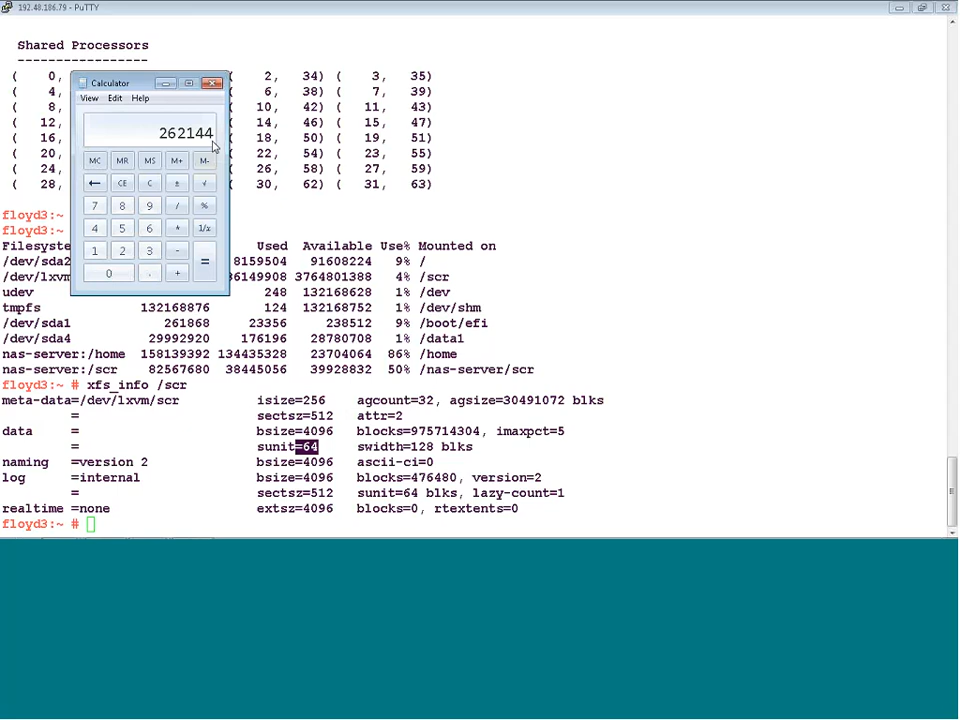 192.48.186.79 - PuTTY
Shared Processors
-----------------
( 0, ( 2, 34) ( 3, 35)
( 4, ( 6, 38) ( 7, 39)
( 8, ( 10, 42) ( 11, 43)
( 12, ( 14, 46) ( 15, 47)
( 16, ( 18, 50) ( 19, 51)
( 20, ( 22, 54) ( 23, 55)
( 24, ( 26, 58) ( 27, 59)
( 28, ( 30, 62) ( 31, 63)
Calculator
View Edit Help
262144
MC MR MS M+ M-
← CE C ± √
7 8 9 / %
4 5 6 * 1/x
1 2 3 - =
0 . +
floyd3:~
floyd3:~
Filesyste Used Available Use% Mounted on
/dev/sda2 8159504 91608224 9% /
/dev/lxvm 36149908 3764801388 4% /scr
udev 248 132168628 1% /dev
tmpfs 132168876 124 132168752 1% /dev/shm
/dev/sda1 261868 23356 238512 9% /boot/efi
/dev/sda4 29992920 176196 28780708 1% /data1
nas-server:/home 158139392 134435328 23704064 86% /home
nas-server:/scr 82567680 38445056 39928832 50% /nas-server/scr
floyd3:~ # xfs_info /scr
meta-data=/dev/lxvm/scr isize=256 agcount=32, agsize=30491072 blks
= sectsz=512 attr=2
data = bsize=4096 blocks=975714304, imaxpct=5
= sunit=64 swidth=128 blks
naming =version 2 bsize=4096 ascii-ci=0
log =internal bsize=4096 blocks=476480, version=2
= sectsz=512 sunit=64 blks, lazy-count=1
realtime =none extsz=4096 blocks=0, rtextents=0
floyd3:~ #